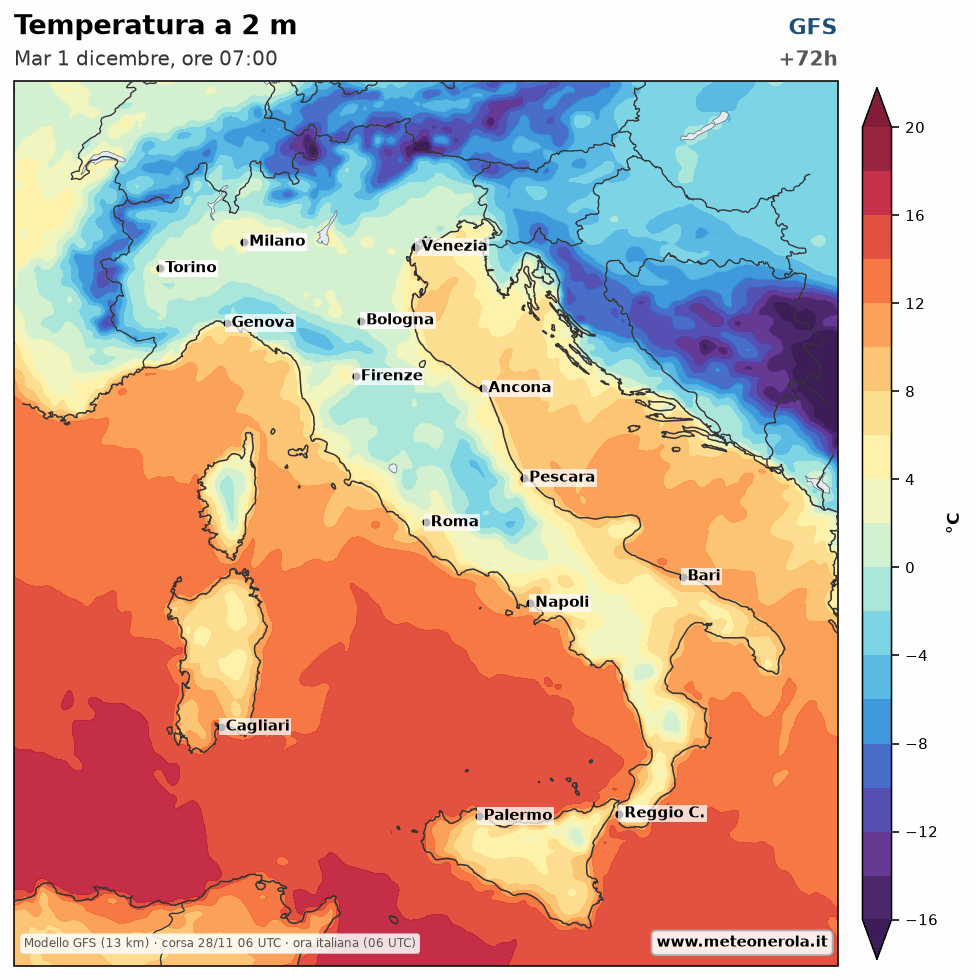 Temperatura a 2 m
GFS
Mar 1 dicembre, ore 07:00
+72h
Milano
Venezia
Torino
Genova
Bologna
Firenze
Ancona
Pescara
Roma
Bari
Napoli
Cagliari
Palermo
Reggio C.
20
16
12
8
4
0
−4
−8
−12
−16
°C
Modello GFS (13 km) · corsa 28/11 06 UTC · ora italiana (06 UTC)
www.meteonerola.it